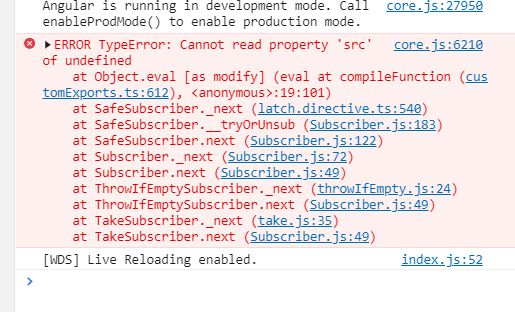 Angular is running in development mode. Call core.js:27950
enableProdMode() to enable production mode.
ERROR TypeError: Cannot read property 'src' core.js:6210
of undefined
at Object.eval [as modify] (eval at compileFunction (cus
tomExports.ts:612), <anonymous>:19:101)
at SafeSubscriber._next (latch.directive.ts:540)
at SafeSubscriber.__tryOrUnsub (Subscriber.js:183)
at SafeSubscriber.next (Subscriber.js:122)
at Subscriber._next (Subscriber.js:72)
at Subscriber.next (Subscriber.js:49)
at ThrowIfEmptySubscriber._next (throwIfEmpty.js:24)
at ThrowIfEmptySubscriber.next (Subscriber.js:49)
at TakeSubscriber._next (take.js:35)
at TakeSubscriber.next (Subscriber.js:49)
[WDS] Live Reloading enabled. index.js:52